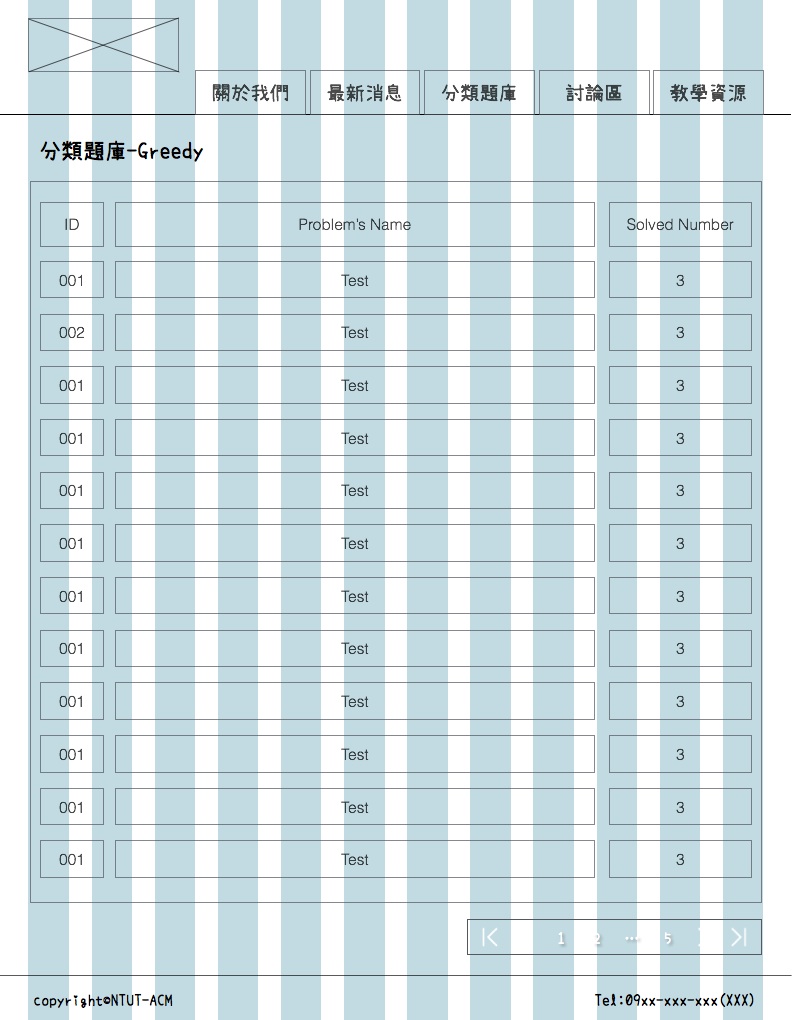 關於我們 最新消息 分類題庫 討論區 教學資源
分類題庫-Greedy
ID Problem's Name Solved Number
001 Test 3
002 Test 3
001 Test 3
001 Test 3
001 Test 3
001 Test 3
001 Test 3
001 Test 3
001 Test 3
001 Test 3
001 Test 3
001 Test 3
1 2 … 5
copyright©NTUT-ACM Tel:09xx-xxx-xxx(XXX)